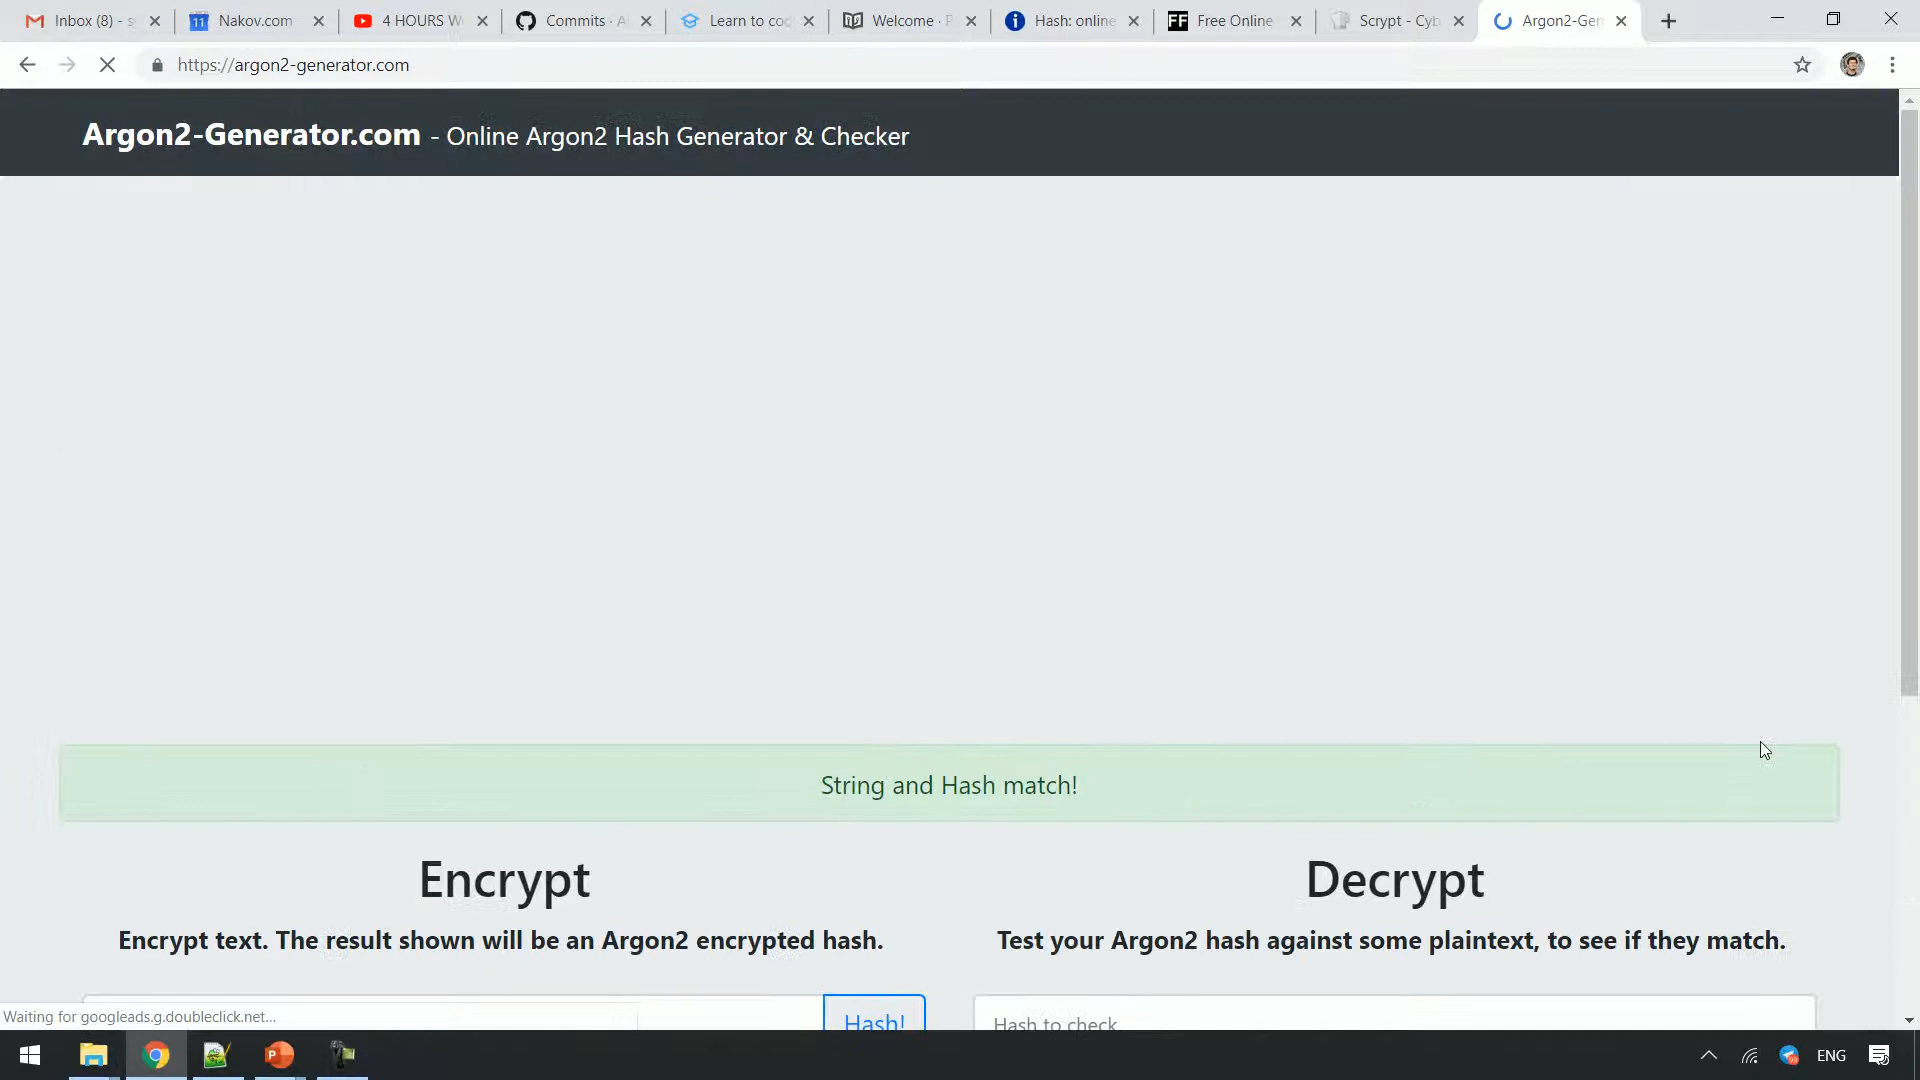 Inbox (8) - s
Nakov.com
4 HOURS W
Commits · A
Learn to cod
Welcome · P
Hash: online
Free Online
Scrypt - Cyb
Argon2-Gen
https://argon2-generator.com
Argon2-Generator.com - Online Argon2 Hash Generator & Checker
String and Hash match!
Encrypt
Encrypt text. The result shown will be an Argon2 encrypted hash.
Hash!
Decrypt
Test your Argon2 hash against some plaintext, to see if they match.
Hash to check
Waiting for googleads.g.doubleclick.net...
ENG